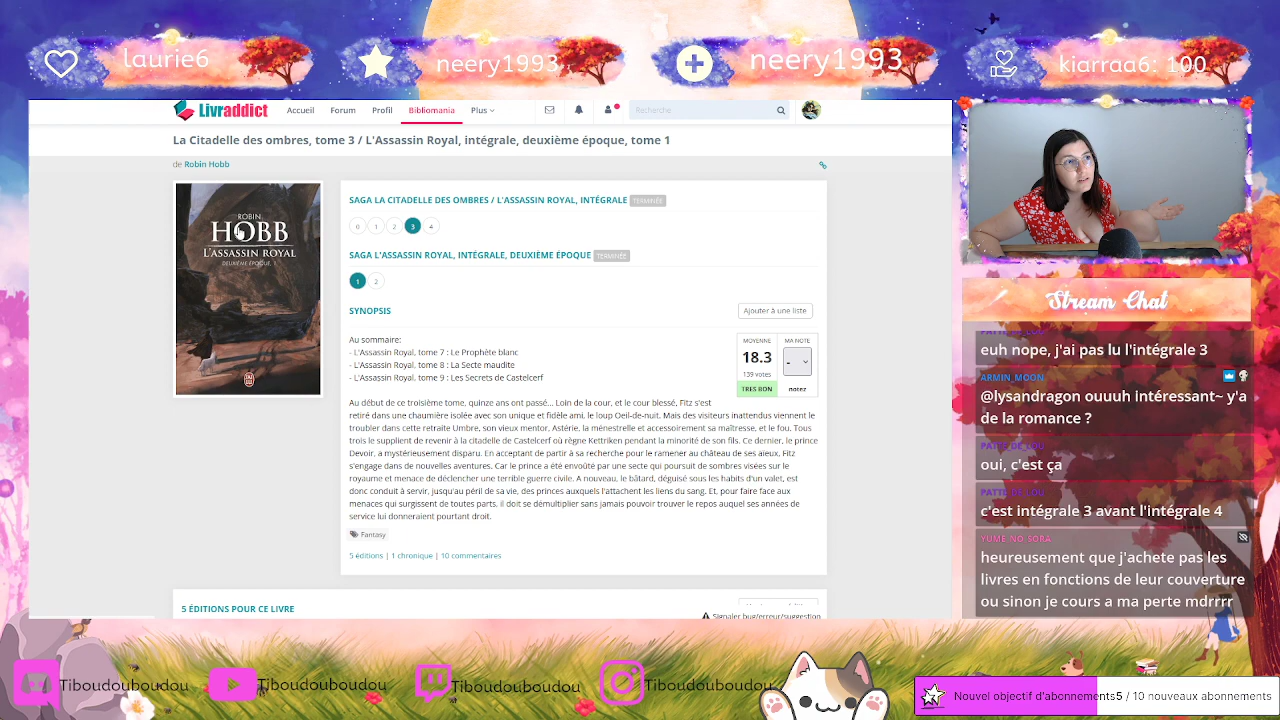 laurie6
neery1993
neery1993
kiarraa6: 100
Livraddict
Accueil
Forum
Profil
Bibliomania
Plus
Recherche
La Citadelle des ombres, tome 3 / L'Assassin Royal, intégrale, deuxième époque, tome 1
de Robin Hobb
ROBIN
HOBB
L'ASSASSIN ROYAL
DEUXIÈME ÉPOQUE, 1
SAGA LA CITADELLE DES OMBRES / L'ASSASSIN ROYAL, INTÉGRALE TERMINÉE
0 1 2 3 4
SAGA L'ASSASSIN ROYAL, INTÉGRALE, DEUXIÈME ÉPOQUE TERMINÉE
1 2
SYNOPSIS
Ajouter à une liste
Au sommaire:
- L'Assassin Royal, tome 7 : Le Prophète blanc
- L'Assassin Royal, tome 8 : La Secte maudite
- L'Assassin Royal, tome 9 : Les Secrets de Castelcerf
MOYENNE
18.3
139 votes
TRES BON
MA NOTE
-
notez
Au début de ce troisième tome, quinze ans ont passé... Loin de la cour, et le cour blessé, Fitz s'est
retiré dans une chaumière isolée avec son unique et fidèle ami, le loup Oeil-de-nuit. Mais des visiteurs inattendus viennent le
troubler dans cette retraite Umbre, son vieux mentor, Astérie, la ménestrelle et accessoirement sa maîtresse, et le fou. Tous
trois le supplient de revenir à la citadelle de Castelcerf où règne Kettriken pendant la minorité de son fils. Ce dernier, le prince
Devoir, a mystérieusement disparu. En acceptant de partir à sa recherche pour le ramener au château de ses aieux, Fitz
s'engage dans de nouvelles aventures. Car le prince a été envoûté par une secte qui poursuit de sombres visées sur le
royaume et menace de déclencher une terrible guerre civile. A nouveau, le bâtard, déguisé sous les habits d'un valet, est
donc conduit à servir, jusqu'au péril de sa vie, des princes auxquels l'attachent les liens du sang. Et, pour faire face aux
menaces qui surgissent de toutes parts, il doit se démultiplier sans jamais pouvoir trouver le repos auquel ses années de
service lui donneraient pourtant droit.
Fantasy
5 éditions | 1 chronique | 10 commentaires
5 ÉDITIONS POUR CE LIVRE
Signaler bug/erreur/suggestion
Stream Chat
PATTE_DE_LOU
euh nope, j'ai pas lu l'intégrale 3
ARMIN_MOON
@lysandragon ouuuh intéressant~ y'a
de la romance ?
PATTE_DE_LOU
oui, c'est ça
PATTE_DE_LOU
c'est intégrale 3 avant l'intégrale 4
YUME_NO_SORA
heureusement que j'achete pas les
livres en fonctions de leur couverture
ou sinon je cours a ma perte mdrrrr
Tiboudouboudou
Tiboudouboudou
Tiboudouboudou
Tiboudouboudou
Nouvel objectif d'abonnements5 / 10 nouveaux abonnements